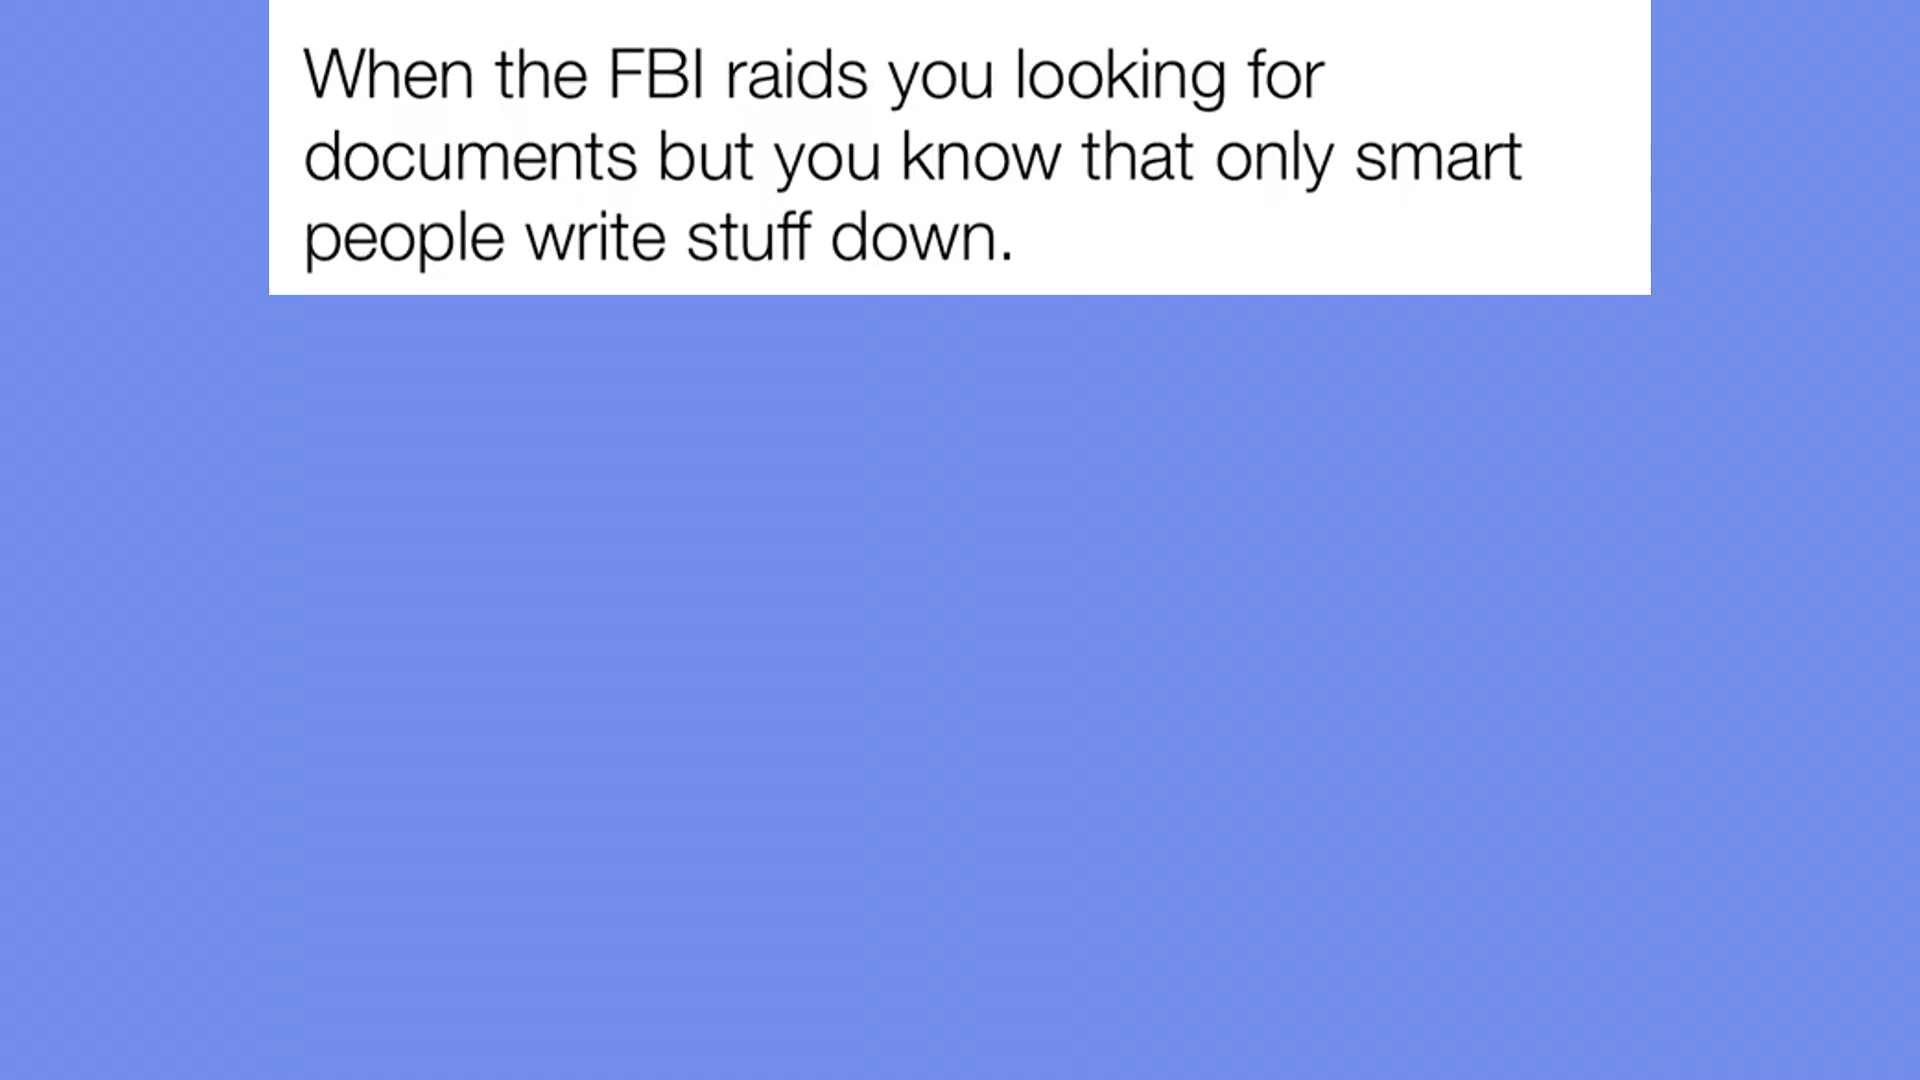 When the FBI raids you looking for
documents but you know that only smart
people write stuff down.